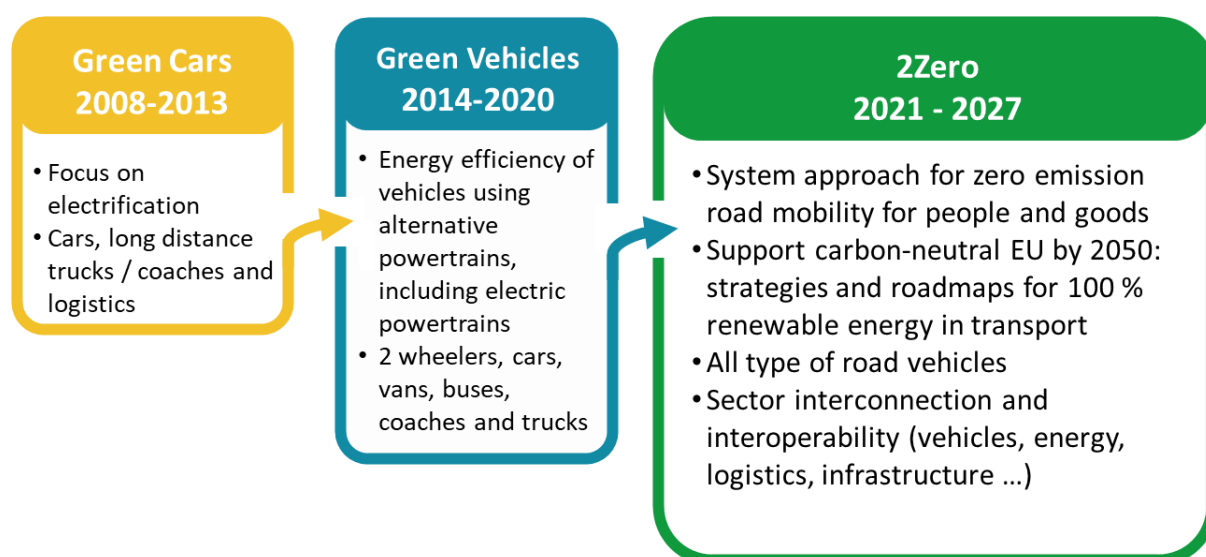 Green Cars
2008-2013
• Focus on
electrification
• Cars, long distance
trucks / coaches and
logistics
Green Vehicles
2014-2020
• Energy efficiency of
vehicles using
alternative
powertrains,
including electric
powertrains
• 2 wheelers, cars,
vans, buses,
coaches and trucks
2Zero
2021 - 2027
• System approach for zero emission
road mobility for people and goods
• Support carbon-neutral EU by 2050:
strategies and roadmaps for 100 %
renewable energy in transport
• All type of road vehicles
• Sector interconnection and
interoperability (vehicles, energy,
logistics, infrastructure ...)